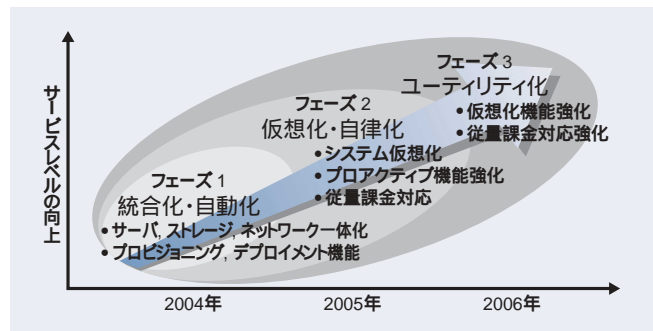 サービスレベルの向上
フェーズ 1
統合化・自動化
•サーバ, ストレージ, ネットワーク一体化
•プロビジョニング, デプロイメント機能
フェーズ 2
仮想化・自律化
•システム仮想化
•プロアクティブ機能強化
•従量課金対応
フェーズ 3
ユーティリティ化
•仮想化機能強化
•従量課金対応強化
2004年
2005年
2006年